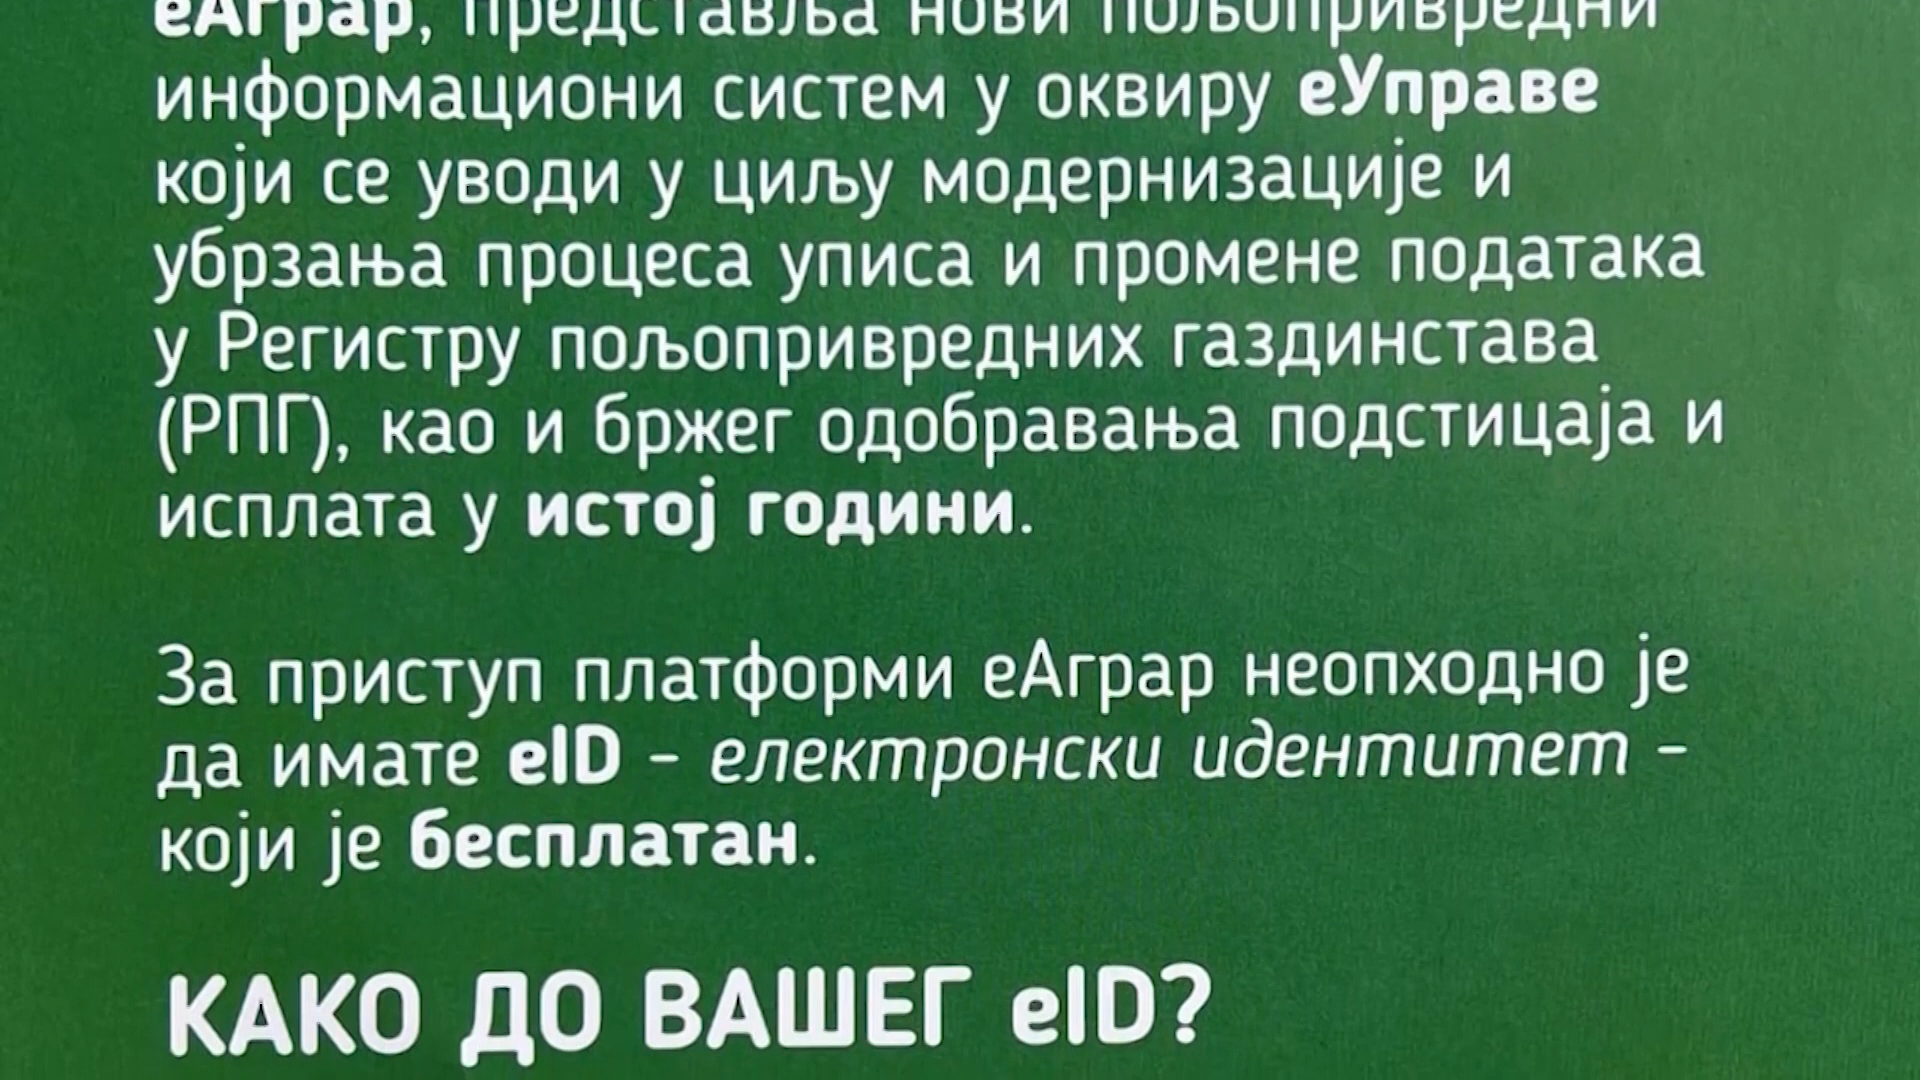 еАграр, представља нови пољопривредни
информациони систем у оквиру еУправе
који се уводи у циљу модернизације и
убрзања процеса уписа и промене података
у Регистру пољопривредних газдинстава
(РПГ), као и бржег одобравања подстицаја и
исплата у истој години.
За приступ платформи еАграр неопходно је
да имате eID – електронски идентитет –
који је бесплатан.
КАКО ДО ВАШЕГ eID?